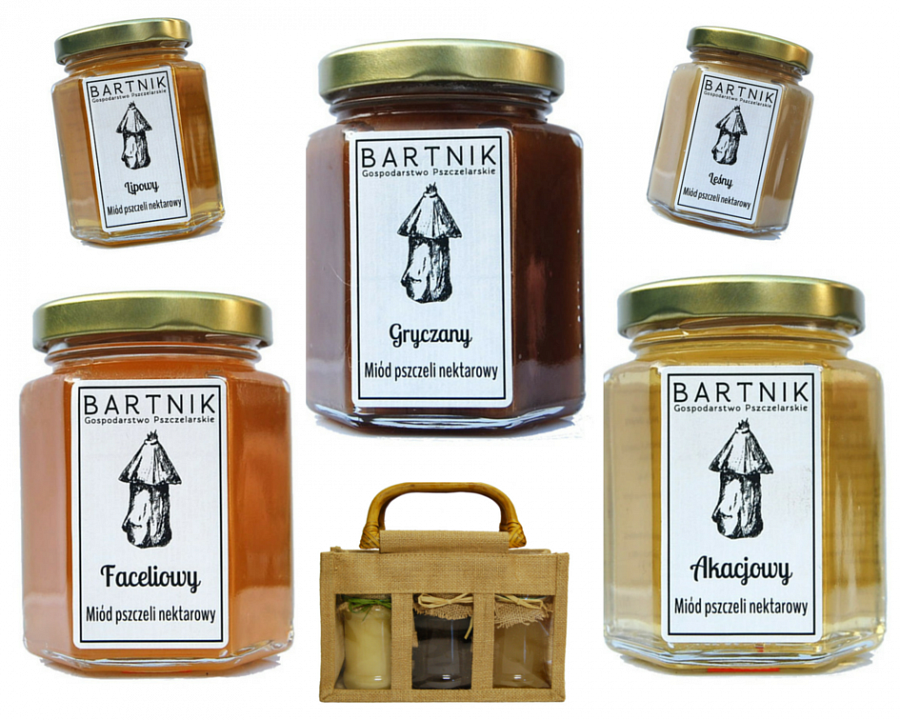 BARTNIK
Gospodarstwo Pszczelarskie
Lipowy
Miód pszczeli nektarowy
BARTNIK
Gospodarstwo Pszczelarskie
Gryczany
Miód pszczeli nektarowy
BARTNIK
Gospodarstwo Pszczelarskie
Leśny
Miód pszczeli nektarowy
BARTNIK
Gospodarstwo Pszczelarskie
Faceliowy
Miód pszczeli nektarowy
BARTNIK
Gospodarstwo Pszczelarskie
Akacjowy
Miód pszczeli nektarowy